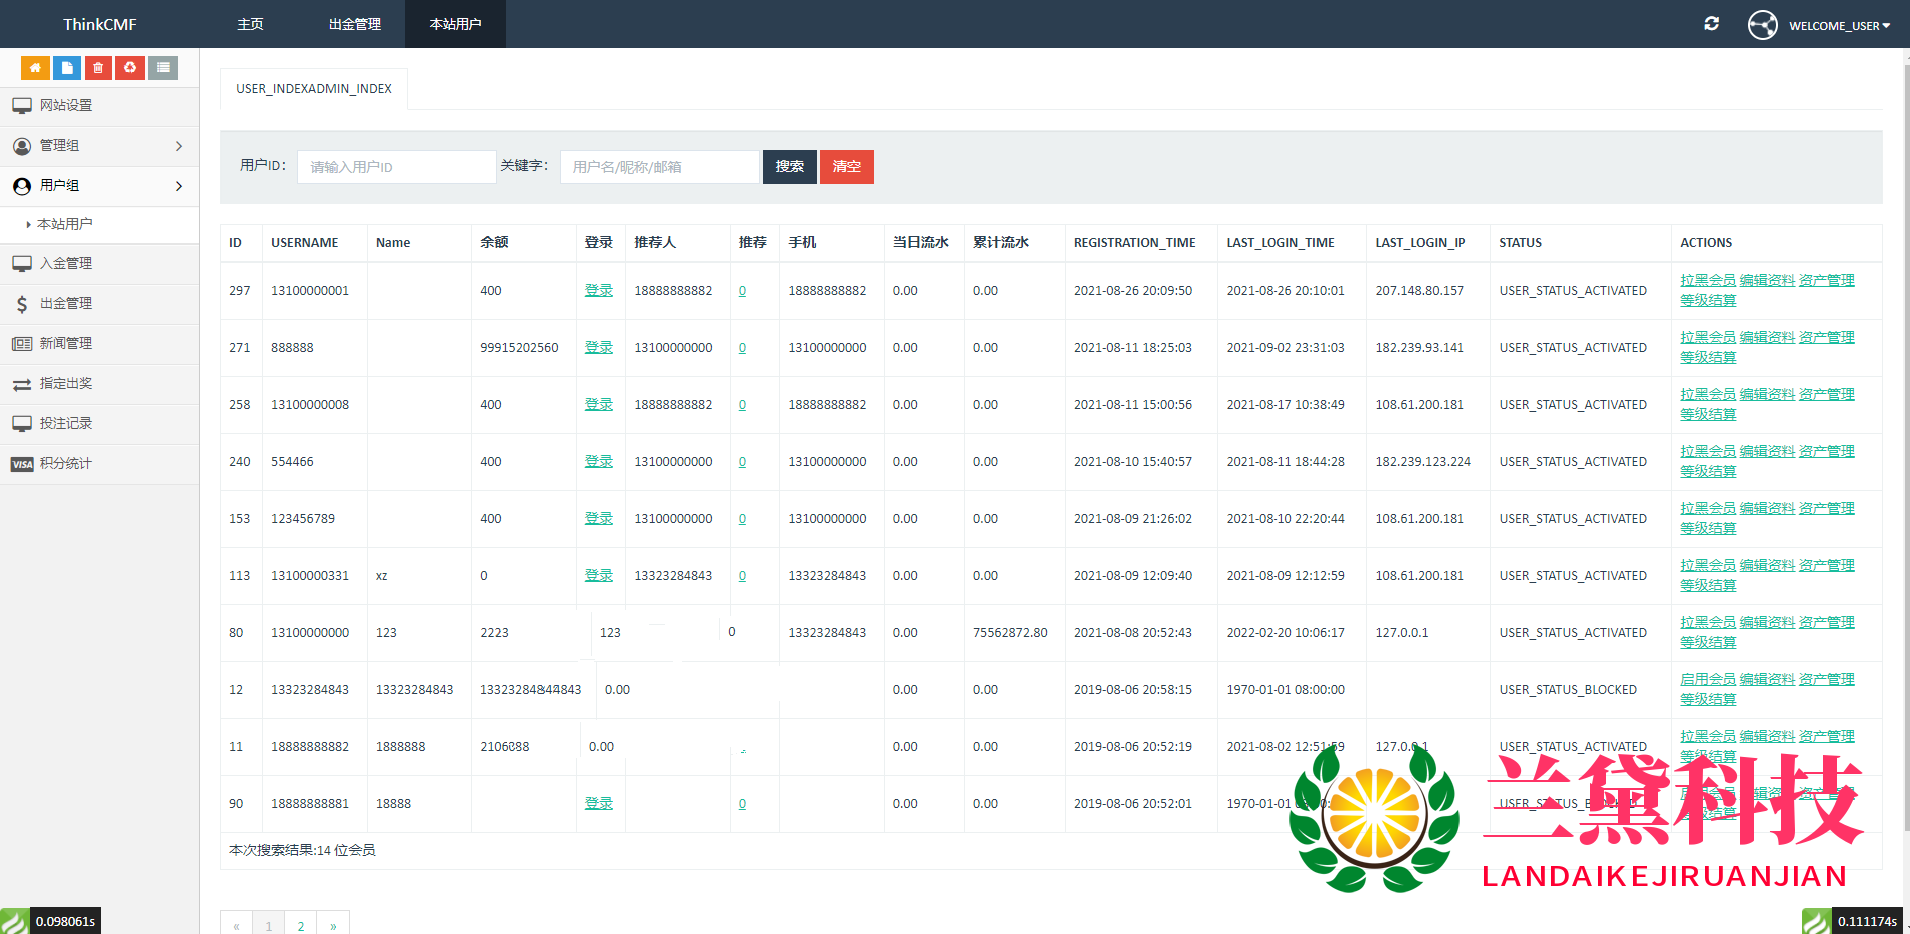 ThinkCMF 主页 出金管理 本站用户 WELCOME_USER
网站设置
管理组
用户组
本站用户
入金管理
出金管理
新闻管理
指定出奖
投注记录
VISA 积分统计
USER_INDEXADMIN_INDEX
用户ID: 请输入用户ID 关键字: 用户名/昵称/邮箱 搜索 清空
ID USERNAME Name 余额 登录 推荐人 推荐 手机 当日流水 累计流水 REGISTRATION_TIME LAST_LOGIN_TIME LAST_LOGIN_IP STATUS ACTIONS
297 13100000001 400 登录 18888888882 0 18888888882 0.00 0.00 2021-08-26 20:09:50 2021-08-26 20:10:01 207.148.80.157 USER_STATUS_ACTIVATED 拉黑会员 编辑资料 资产管理
等级结算
271 888888 99915202560 登录 13100000000 0 13100000000 0.00 0.00 2021-08-11 18:25:03 2021-09-02 23:31:03 182.239.93.141 USER_STATUS_ACTIVATED 拉黑会员 编辑资料 资产管理
等级结算
258 13100000008 400 登录 18888888882 0 18888888882 0.00 0.00 2021-08-11 15:00:56 2021-08-17 10:38:49 108.61.200.181 USER_STATUS_ACTIVATED 拉黑会员 编辑资料 资产管理
等级结算
240 554466 400 登录 13100000000 0 13100000000 0.00 0.00 2021-08-10 15:40:57 2021-08-11 18:44:28 182.239.123.224 USER_STATUS_ACTIVATED 拉黑会员 编辑资料 资产管理
等级结算
153 123456789 400 登录 13100000000 0 13100000000 0.00 0.00 2021-08-09 21:26:02 2021-08-10 22:20:44 108.61.200.181 USER_STATUS_ACTIVATED 拉黑会员 编辑资料 资产管理
等级结算
113 13100000331 xz 0 登录 13323284843 0 13323284843 0.00 0.00 2021-08-09 12:09:40 2021-08-09 12:12:59 108.61.200.181 USER_STATUS_ACTIVATED 拉黑会员 编辑资料 资产管理
等级结算
80 13100000000 123 2223 123 0 13323284843 0.00 75562872.80 2021-08-08 20:52:43 2022-02-20 10:06:17 127.0.0.1 USER_STATUS_ACTIVATED 拉黑会员 编辑资料 资产管理
等级结算
12 13323284843 13323284843 0.00 0.00 0.00 2019-08-06 20:58:15 1970-01-01 08:00:00 USER_STATUS_BLOCKED 启用会员 编辑资料 资产管理
等级结算
11 18888888882 1888888 0.00 0.00 0.00 2019-08-06 20:52:19 2021-08-02 12:51:59 127.0.0.1 USER_STATUS_ACTIVATED 拉黑会员 编辑资料 资产管理
等级结算
90 18888888881 18888 登录 0 0.00 0.00 2019-08-06 20:52:01 1970-01-01
本次搜索结果:14 位会员
兰黛科技
LANDAIKEJIRUANJIAN
« 1 2 »
0.098061s 0.111174s